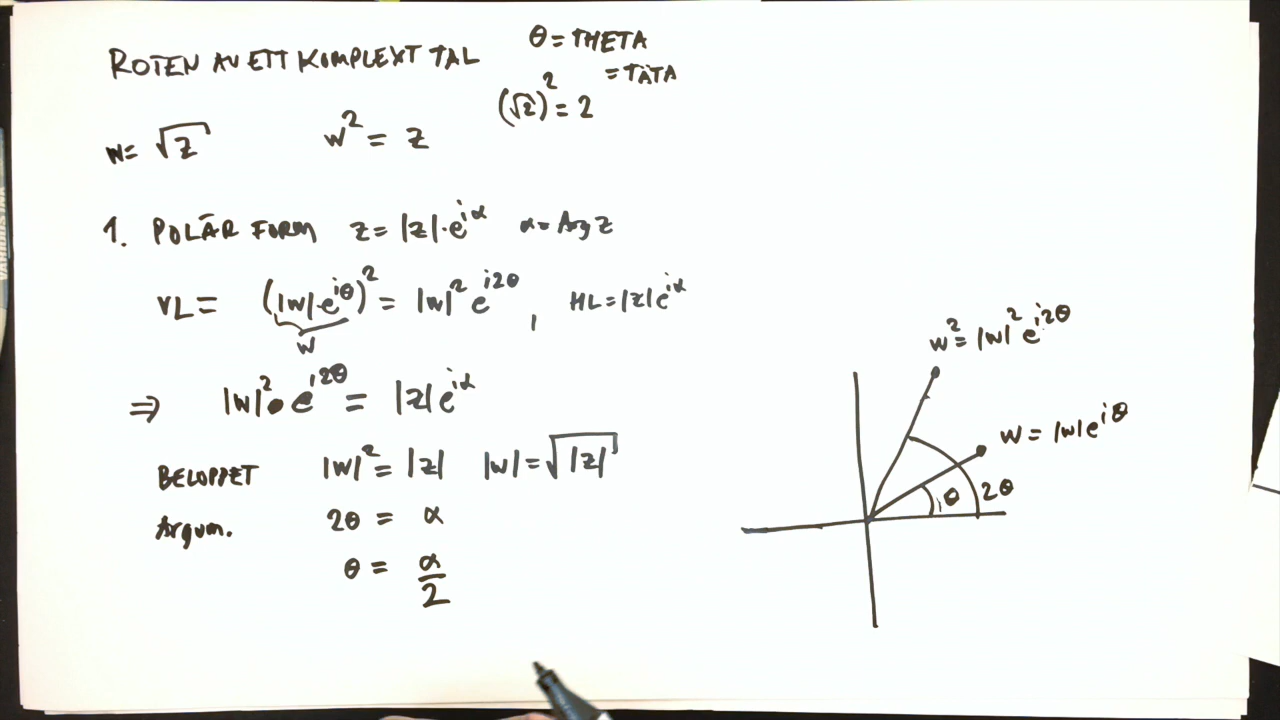 ROTEN AV ETT KOMPLEXT TAL
θ = THETA
= TÄTA
(√2)² = 2
w = √z
w² = z
1. POLÄR FORM z = |z|·e^{iα} α = Arg z
VL = (|w|·e^{iθ})² = |w|² e^{i2θ}, HL = |z|e^{iα}
w
⇒ |w|²·e^{i2θ} = |z|e^{iα}
BELOPPET |w|² = |z| |w| = √|z|
Argum. 2θ = α
θ = α/2
w² = |w|² e^{i2θ}
w = |w|e^{iθ}
θ
2θ